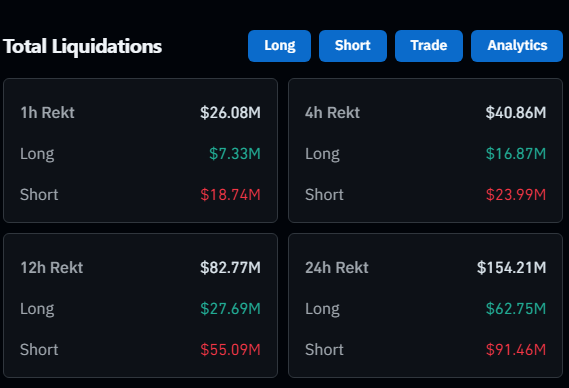 Total Liquidations Long Short Trade Analytics
1h Rekt $26.08M
Long $7.33M
Short $18.74M
4h Rekt $40.86M
Long $16.87M
Short $23.99M
12h Rekt $82.77M
Long $27.69M
Short $55.09M
24h Rekt $154.21M
Long $62.75M
Short $91.46M